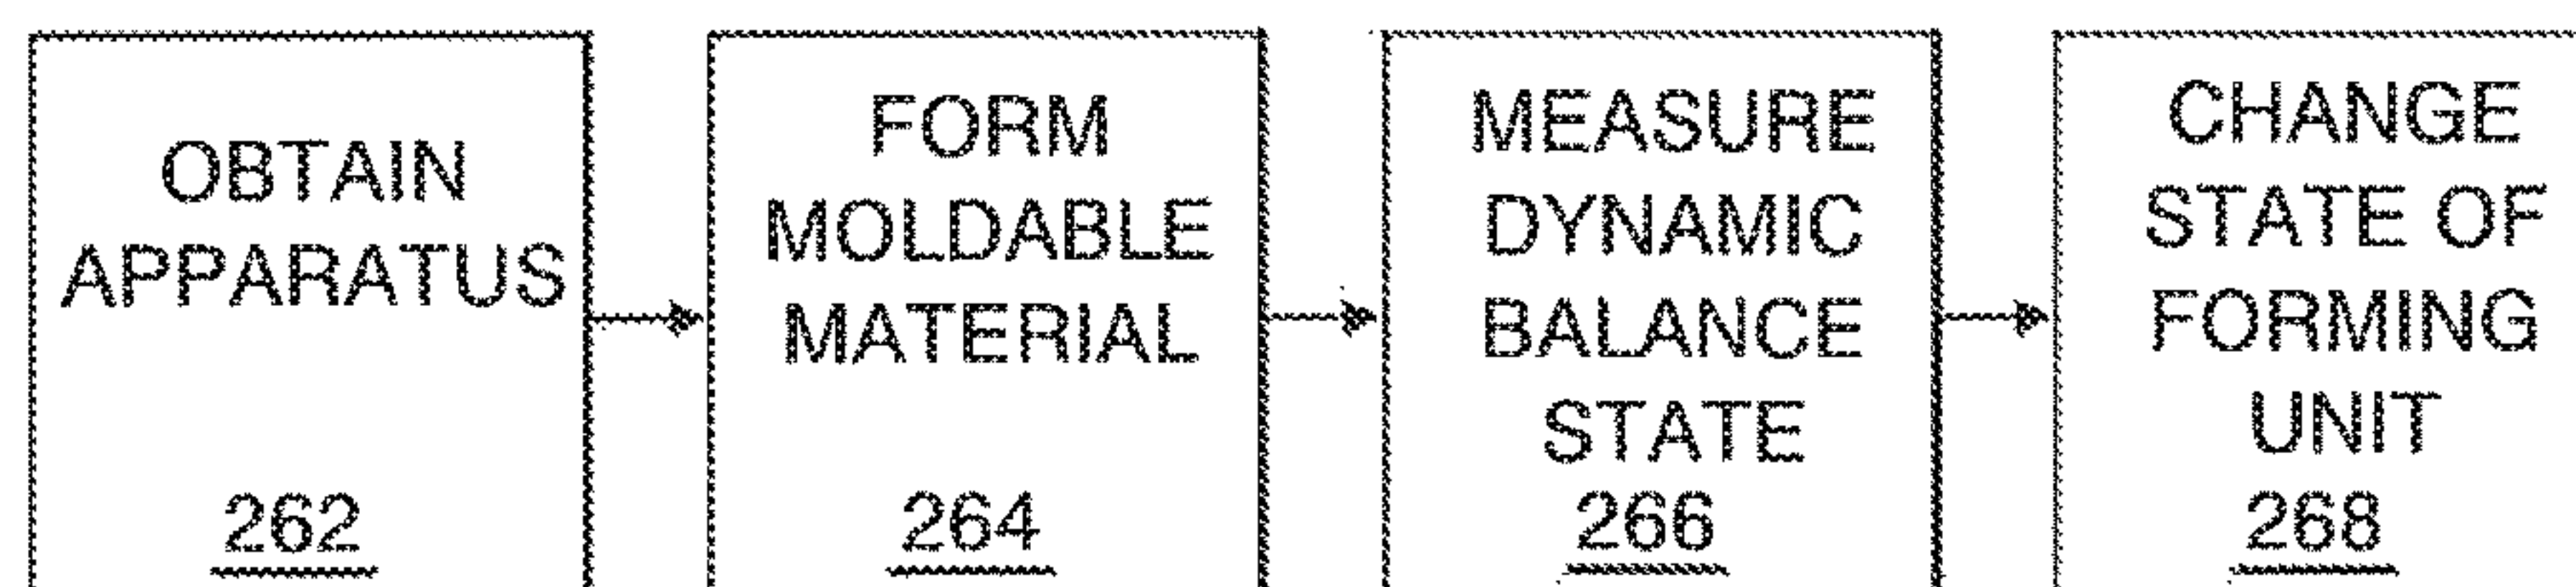 OBTAIN
APPARATUS
262
FORM
MOLDABLE
MATERIAL
264
MEASURE
DYNAMIC
BALANCE
STATE
266
CHANGE
STATE OF
FORMING
UNIT
268